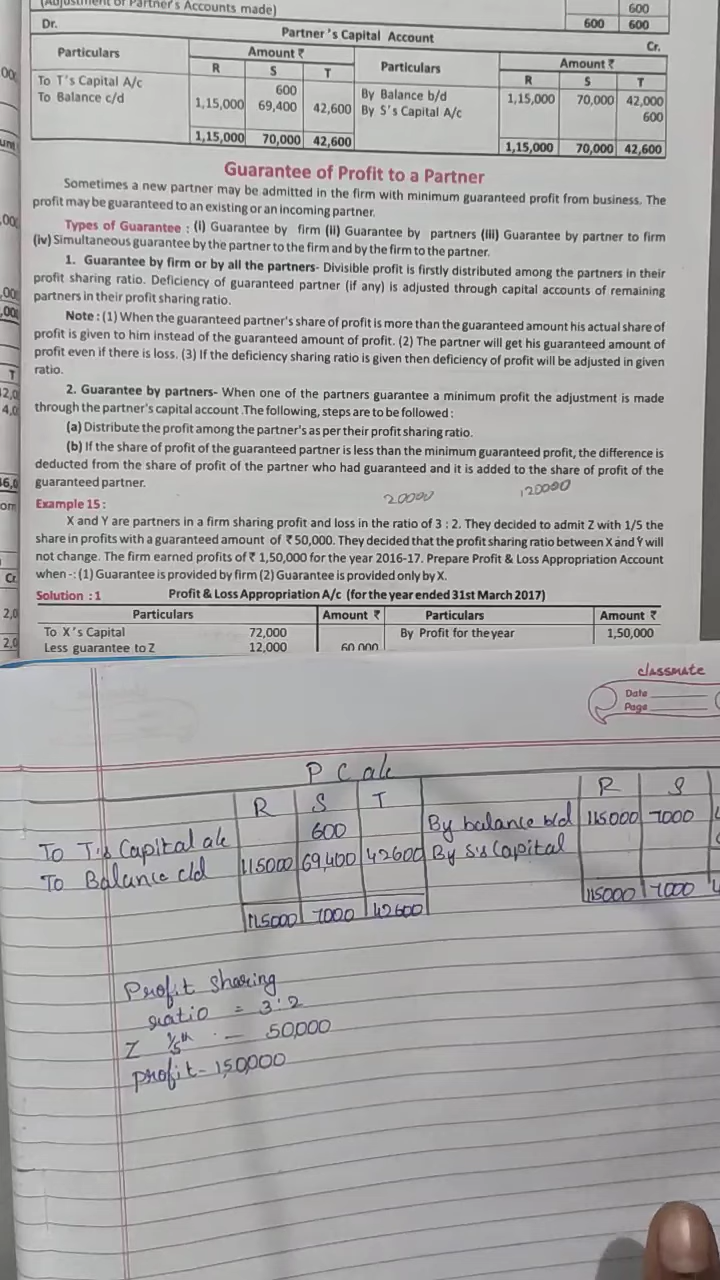 (Adjustment of Partner's Accounts made) 600
600 600
Dr. Partner's Capital Account Cr.
Particulars Amount ₹ Particulars Amount ₹
R S T R S T
To T's Capital A/c 600 By Balance b/d 1,15,000 70,000 42,000
To Balance c/d 1,15,000 69,400 42,600 By S's Capital A/c 600
1,15,000 70,000 42,600 1,15,000 70,000 42,600
Guarantee of Profit to a Partner
Sometimes a new partner may be admitted in the firm with minimum guaranteed profit from business. The
profit may be guaranteed to an existing or an incoming partner.
Types of Guarantee : (i) Guarantee by firm (ii) Guarantee by partners (iii) Guarantee by partner to firm
(iv) Simultaneous guarantee by the partner to the firm and by the firm to the partner.
1. Guarantee by firm or by all the partners- Divisible profit is firstly distributed among the partners in their
profit sharing ratio. Deficiency of guaranteed partner (if any) is adjusted through capital accounts of remaining
partners in their profit sharing ratio.
Note : (1) When the guaranteed partner's share of profit is more than the guaranteed amount his actual share of
profit is given to him instead of the guaranteed amount of profit. (2) The partner will get his guaranteed amount of
profit even if there is loss. (3) If the deficiency sharing ratio is given then deficiency of profit will be adjusted in given
ratio.
2. Guarantee by partners- When one of the partners guarantee a minimum profit the adjustment is made
through the partner's capital account .The following, steps are to be followed :
(a) Distribute the profit among the partner's as per their profit sharing ratio.
(b) If the share of profit of the guaranteed partner is less than the minimum guaranteed profit, the difference is
deducted from the share of profit of the partner who had guaranteed and it is added to the share of profit of the
guaranteed partner.
20000 120000
Example 15 :
X and Y are partners in a firm sharing profit and loss in the ratio of 3 : 2. They decided to admit Z with 1/5 the
share in profits with a guaranteed amount of ₹ 50,000. They decided that the profit sharing ratio between X and Y will
not change. The firm earned profits of ₹ 1,50,000 for the year 2016-17. Prepare Profit & Loss Appropriation Account
when -: (1) Guarantee is provided by firm (2) Guarantee is provided only by X.
Solution :1 Profit & Loss Appropriation A/c (for the year ended 31st March 2017)
Particulars Amount ₹ Particulars Amount ₹
To X's Capital 72,000 By Profit for the year 1,50,000
Less guarantee to Z 12,000 60,000
classmate
Date
Page
P C a/c
R S T R S
To T's Capital a/c 600 By balance b/d 115000 7000
To Balance c/d 115000 69,400 42600 By S's Capital
115000 7000 42600 115000 7000
Profit sharing
ratio = 3:2
Z 1/5th - 50,000
profit - 15,0000